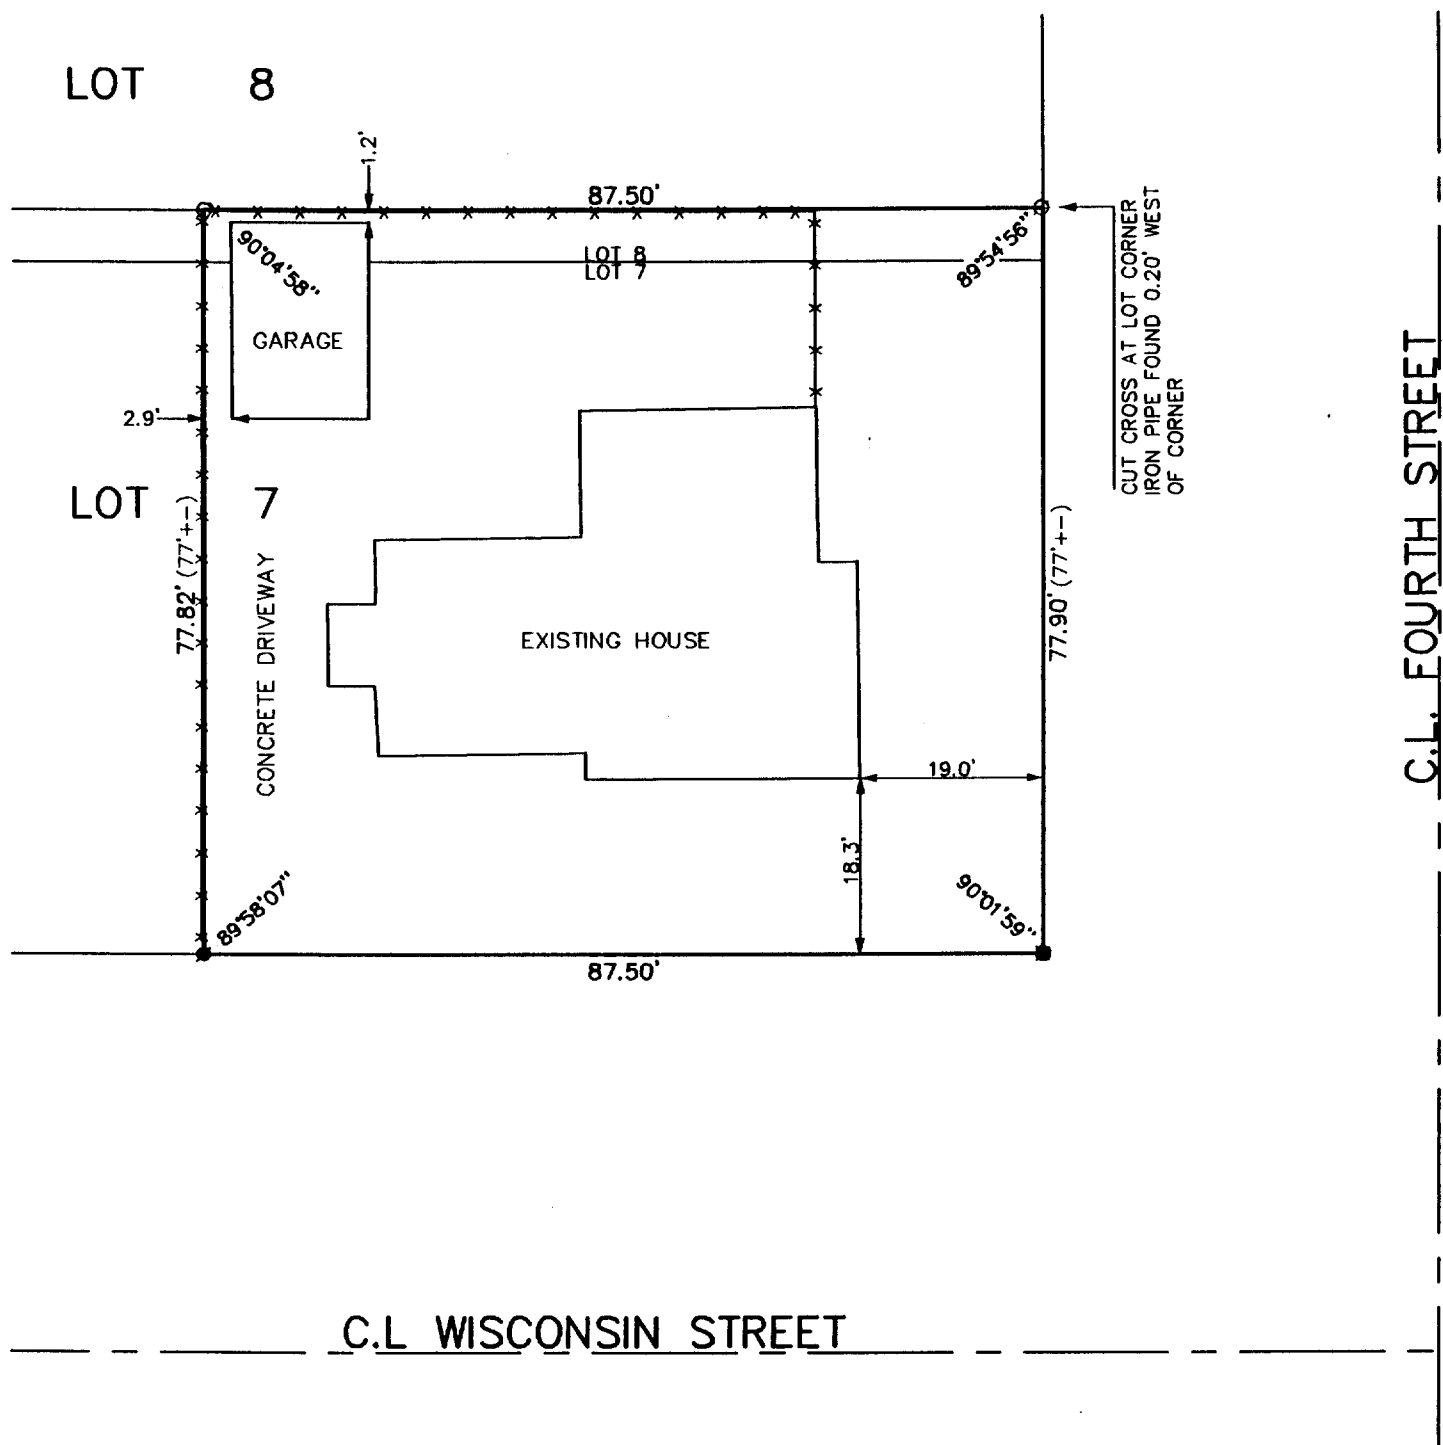 LOT 8
1.2'
87.50'
90°04'58"
LOT 8
LOT 7
89°54'56"
CUT CROSS AT LOT CORNER
IRON PIPE FOUND 0.20' WEST
OF CORNER
GARAGE
2.9'
LOT 7
77.82' (77'+-)
CONCRETE DRIVEWAY
EXISTING HOUSE
77.90' (77'+-)
C.L. FOURTH STREET
19.0'
18.3'
89°58'07"
90°01'59"
87.50'
C.L WISCONSIN STREET